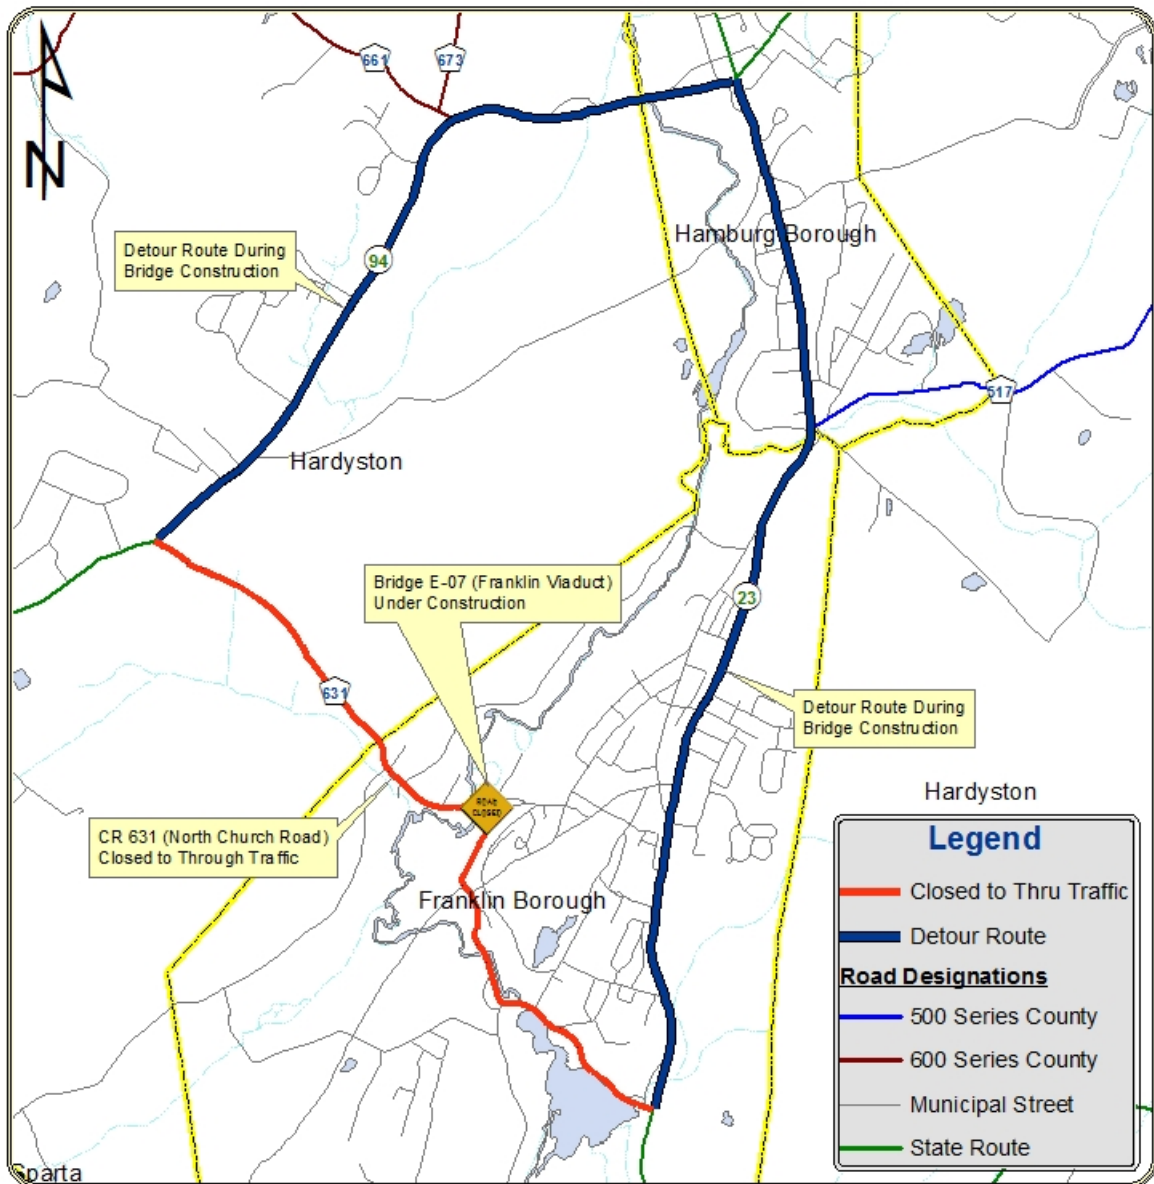 661
673
N
Hamburg Borough
Detour Route During
Bridge Construction
94
517
Hardyston
Bridge E-07 (Franklin Viaduct)
Under Construction
23
631
Detour Route During
Bridge Construction
Hardyston
ROAD
CLOSED
CR 631 (North Church Road)
Closed to Through Traffic
Franklin Borough
Legend
Closed to Thru Traffic
Detour Route
Road Designations
500 Series County
600 Series County
Municipal Street
State Route
Sparta